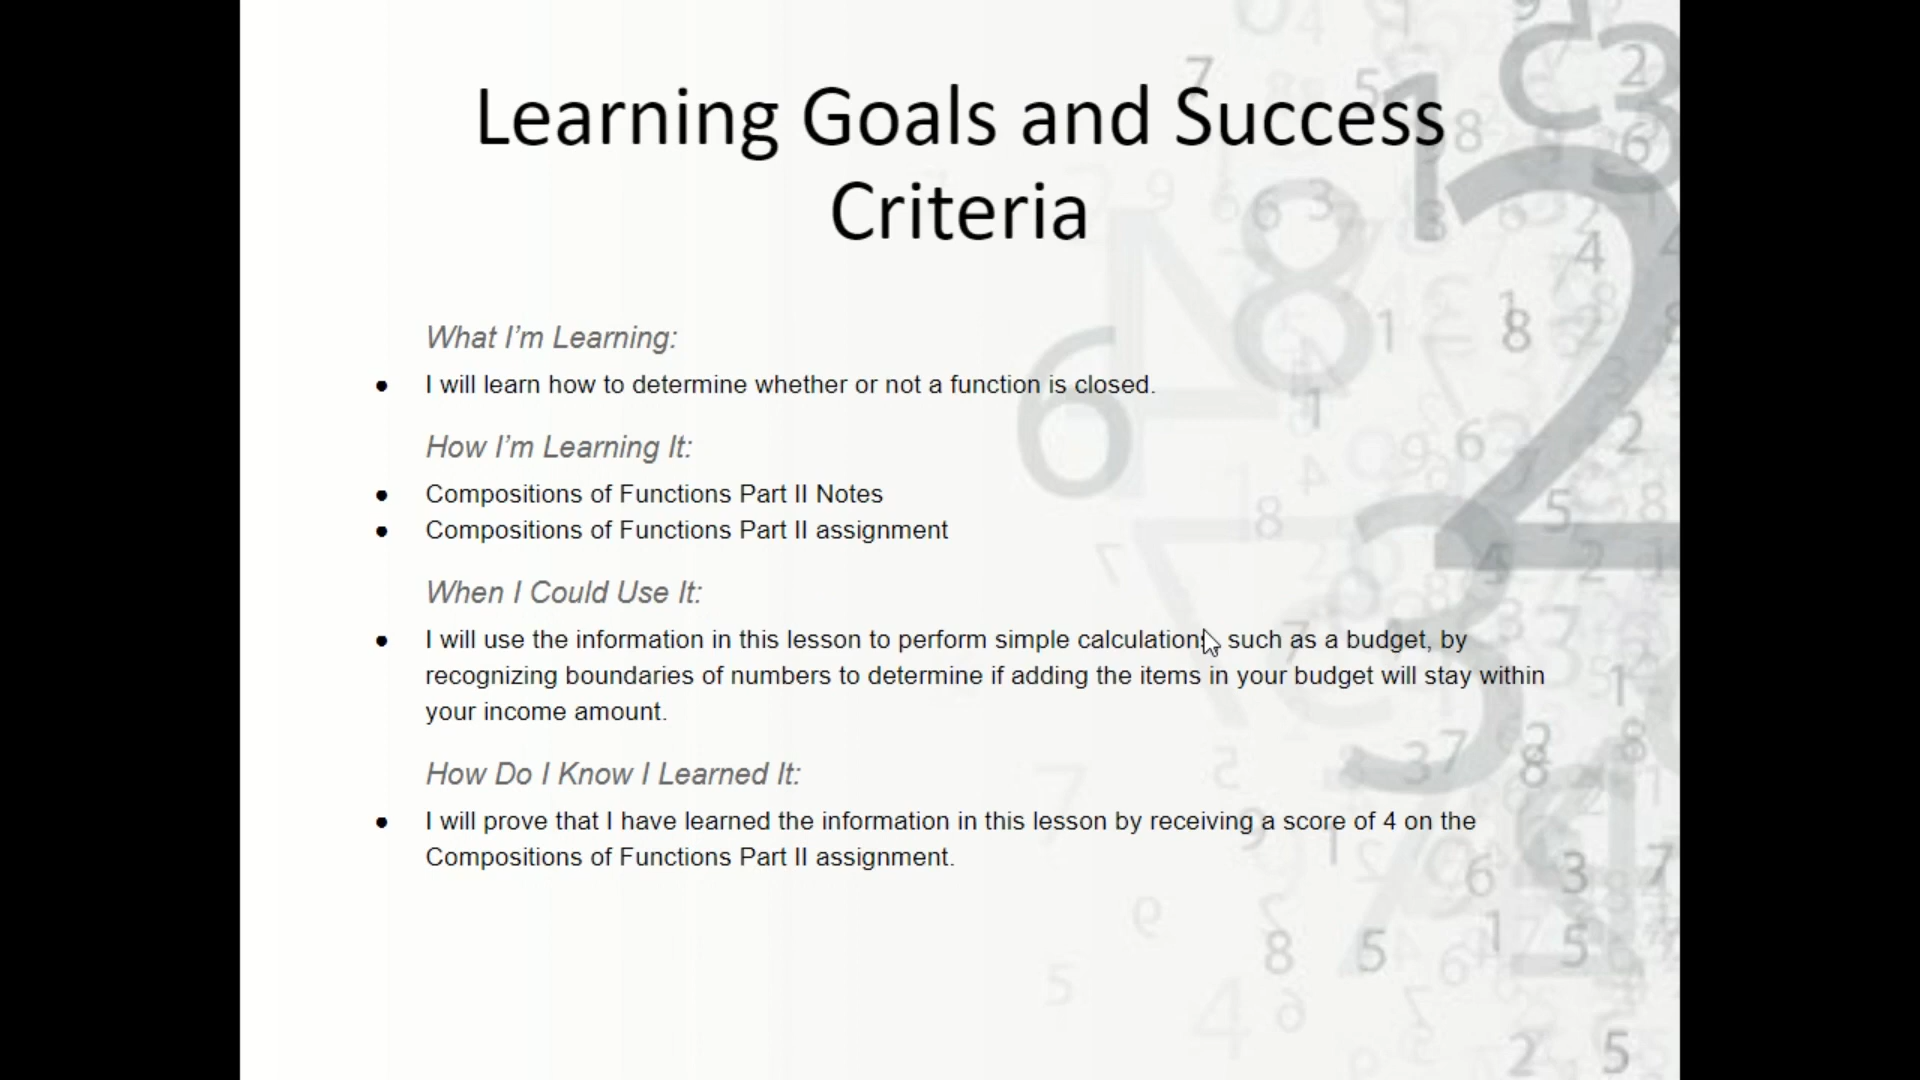 Learning Goals and Success
Criteria
What I’m Learning:
● I will learn how to determine whether or not a function is closed.
How I’m Learning It:
● Compositions of Functions Part II Notes
● Compositions of Functions Part II assignment
When I Could Use It:
● I will use the information in this lesson to perform simple calculations, such as a budget, by
recognizing boundaries of numbers to determine if adding the items in your budget will stay within
your income amount.
How Do I Know I Learned It:
● I will prove that I have learned the information in this lesson by receiving a score of 4 on the
Compositions of Functions Part II assignment.